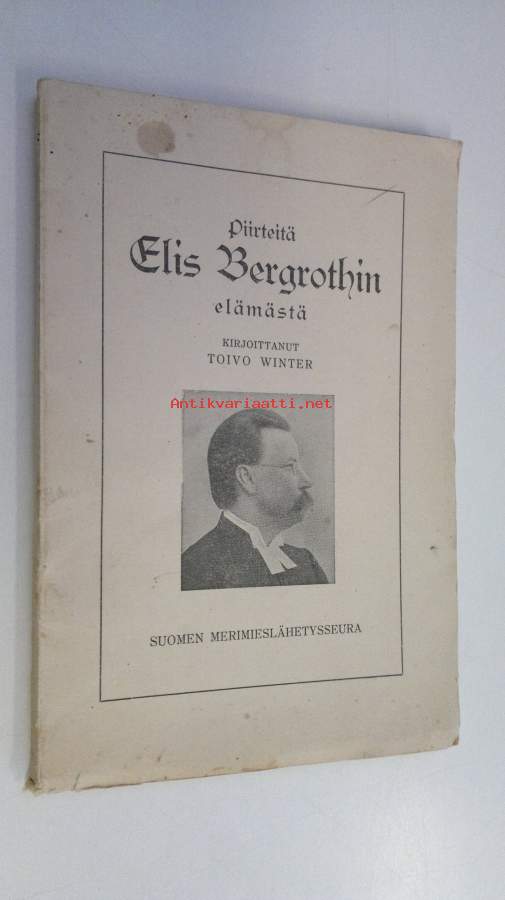 Piirteitä
Elis Bergrothin
elämästä
KIRJOITTANUT
TOIVO WINTER
Antikvariaatti.net
SUOMEN MERIMIESLÄHETYSSEURA